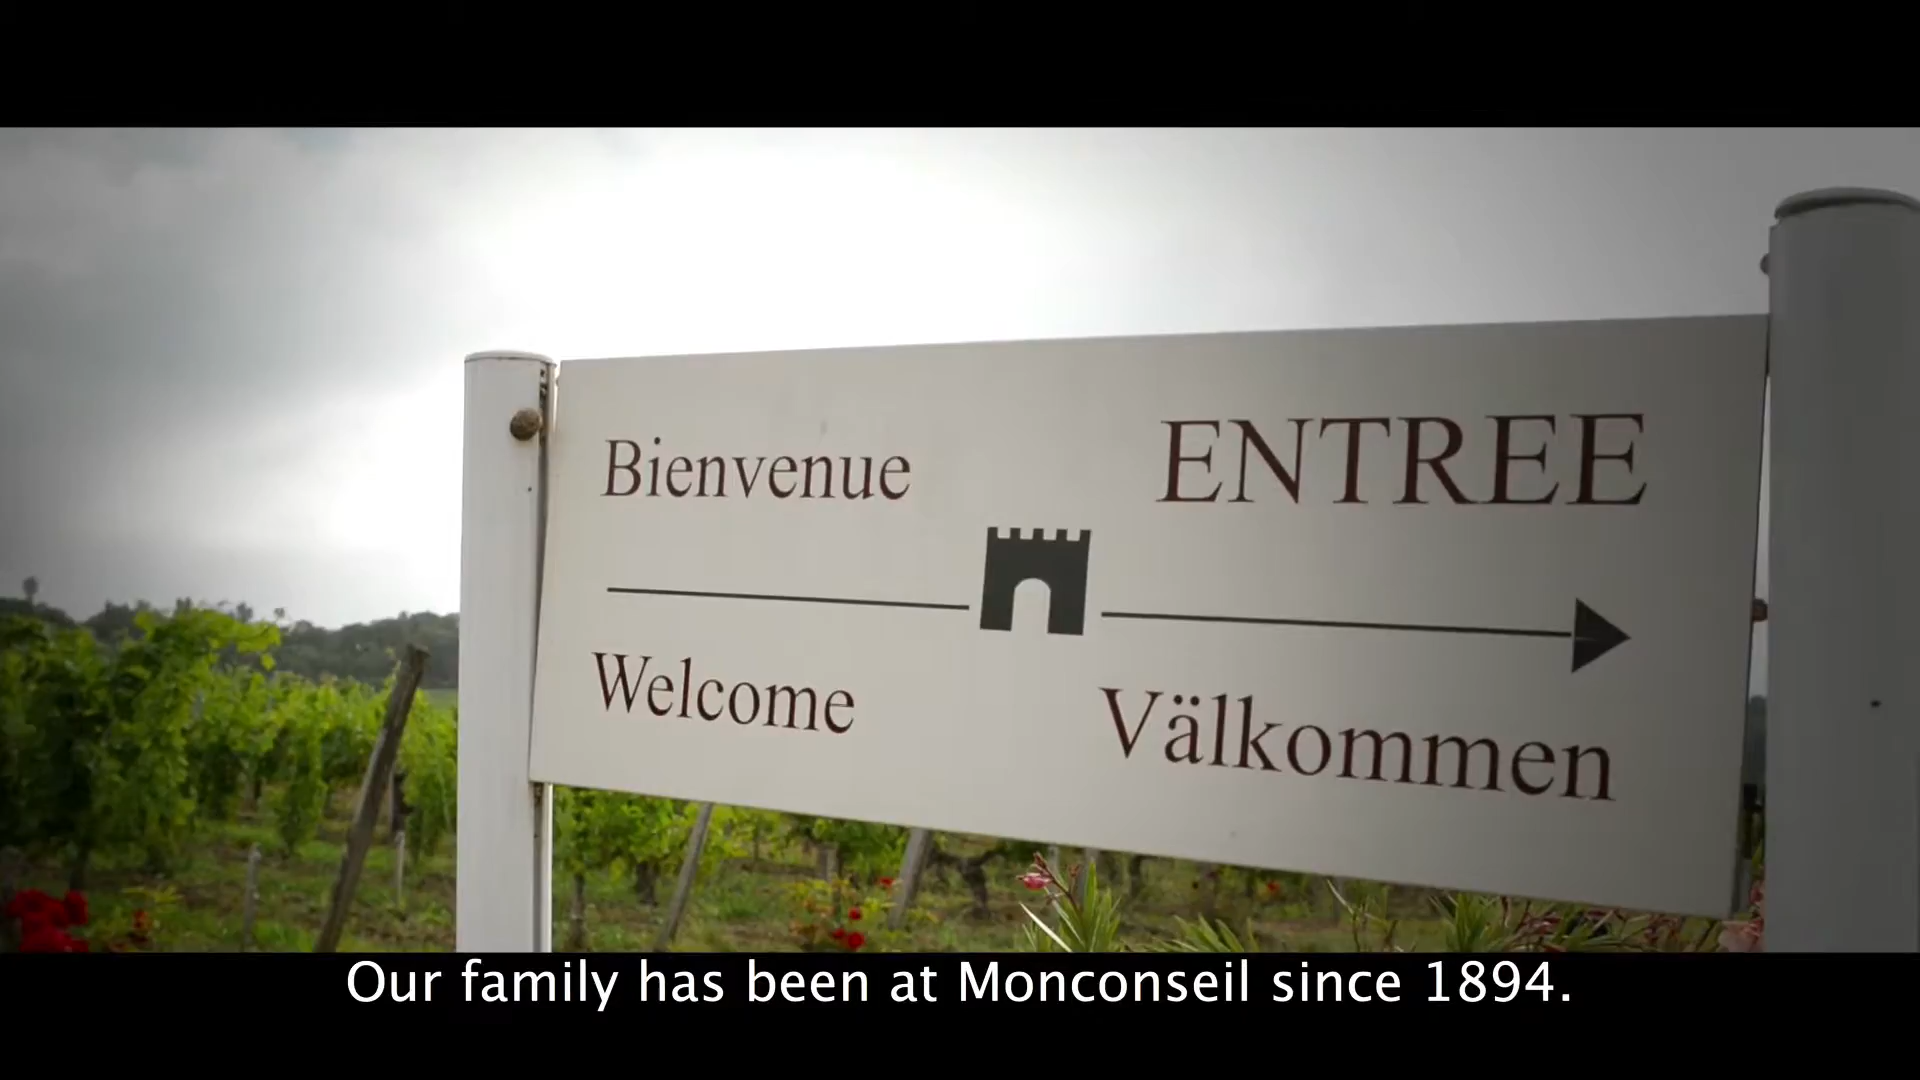 Bienvenue ENTREE
Welcome Välkommen
Our family has been at Monconseil since 1894.